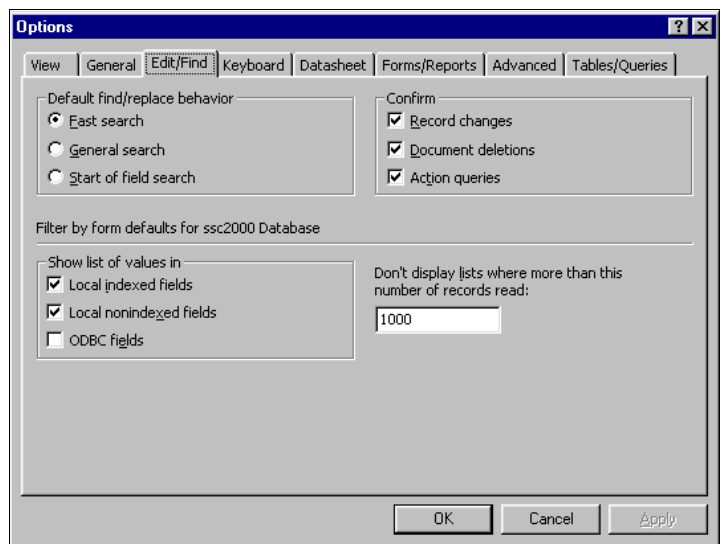 Options
View General Edit/Find Keyboard Datasheet Forms/Reports Advanced Tables/Queries
Default find/replace behavior
Fast search
General search
Start of field search
Confirm
Record changes
Document deletions
Action queries
Filter by form defaults for ssc2000 Database
Show list of values in
Local indexed fields
Local nonindexed fields
ODBC fields
Don't display lists where more than this
number of records read:
1000
OK Cancel Apply